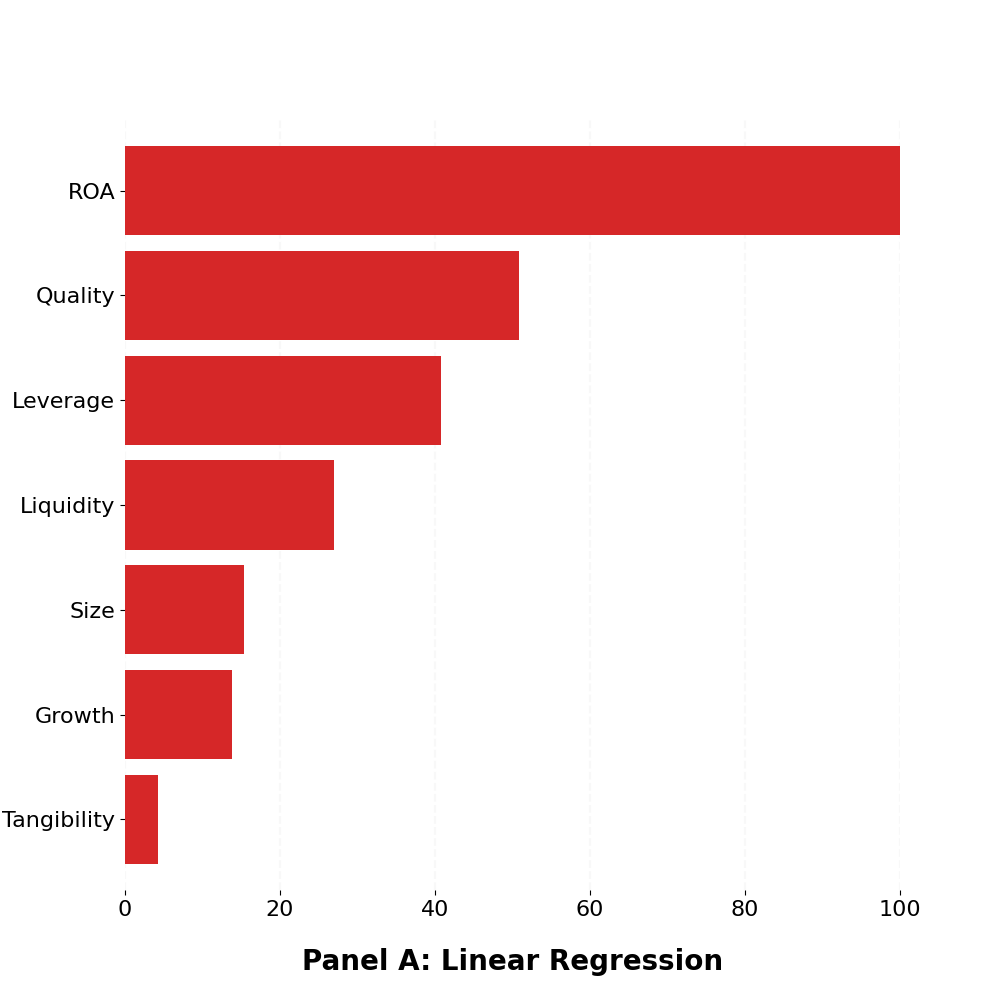 ROA
Quality
Leverage
Liquidity
Size
Growth
Tangibility
0 20 40 60 80 100
Panel A: Linear Regression